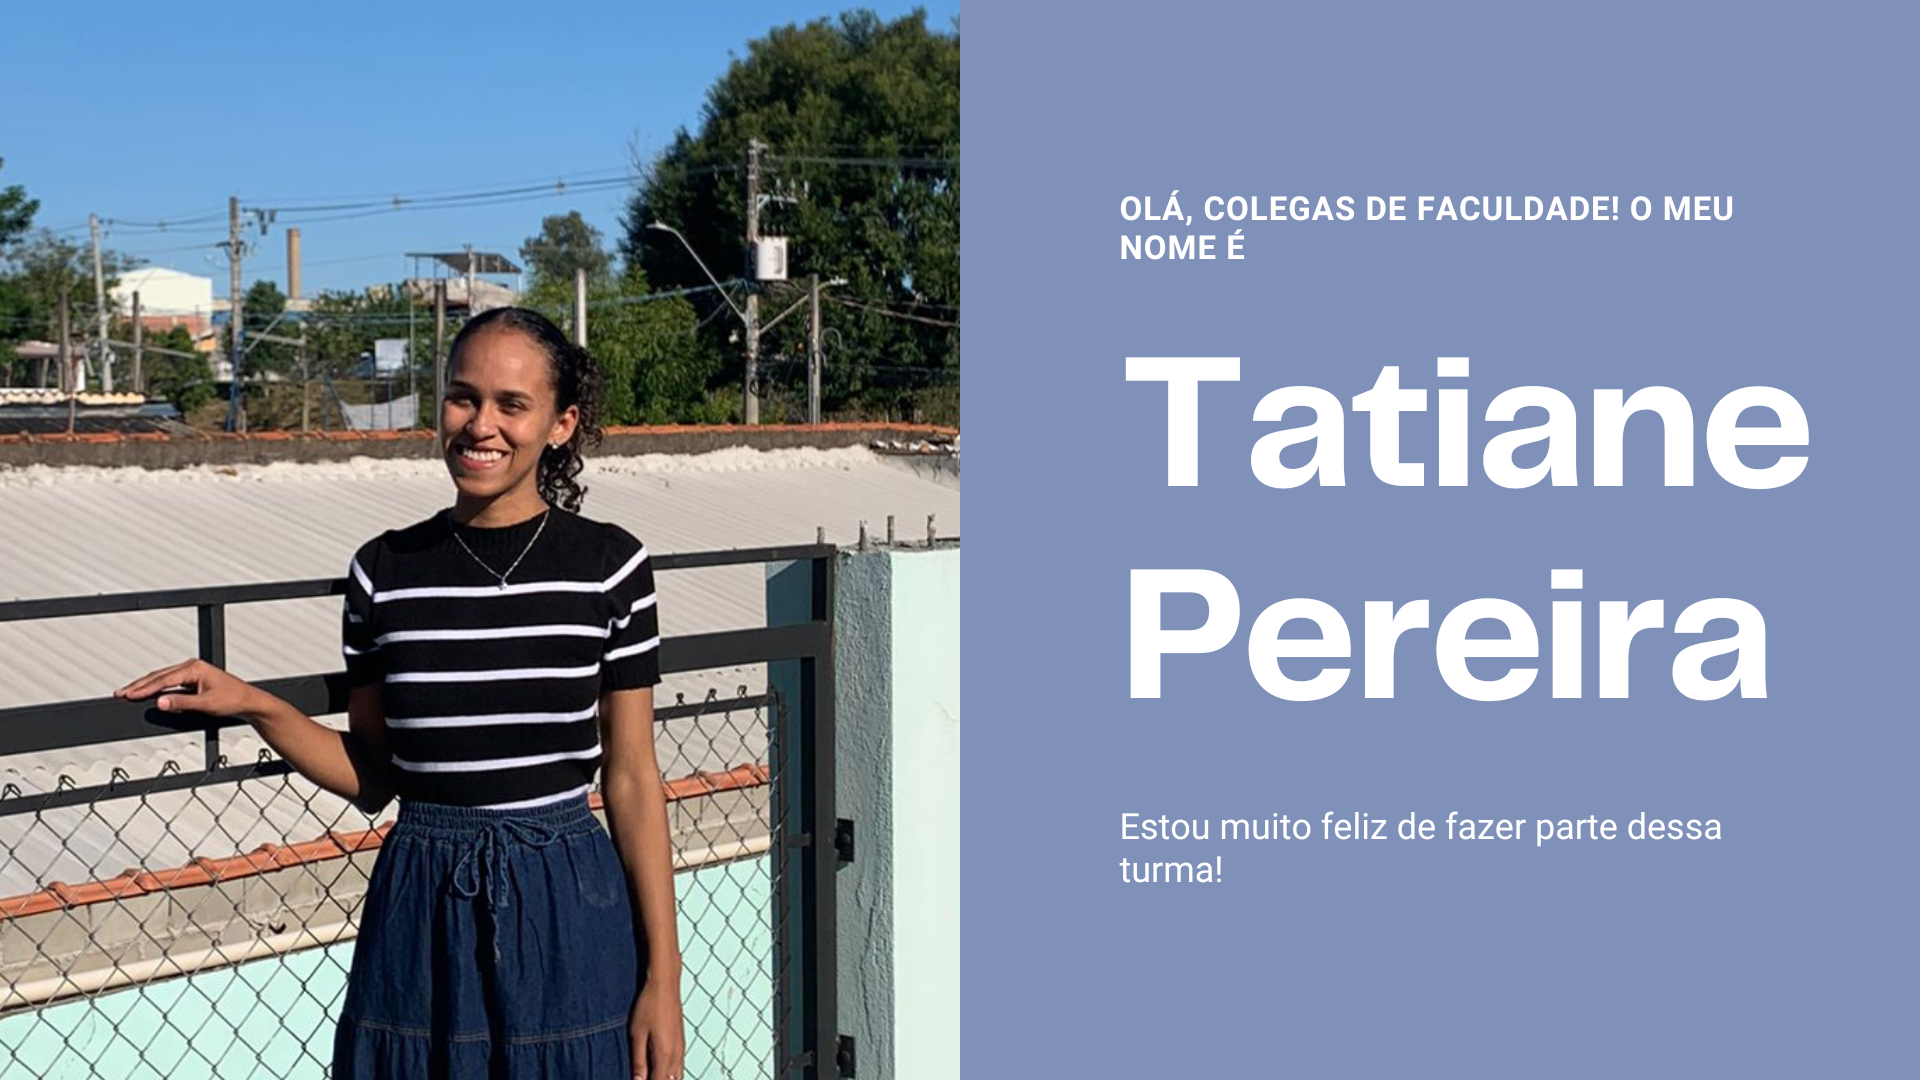 OLÁ, COLEGAS DE FACULDADE! O MEU
NOME É
Tatiane
Pereira
Estou muito feliz de fazer parte dessa
turma!